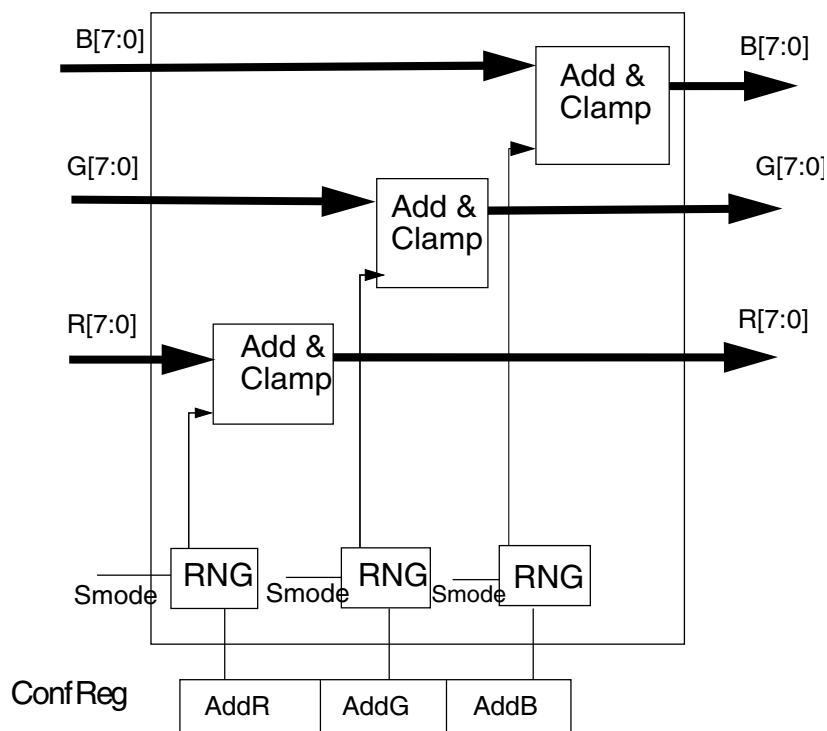 B[7:0]
Add &
Clamp
B[7:0]
G[7:0]
Add &
Clamp
G[7:0]
R[7:0]
Add &
Clamp
R[7:0]
Smode
RNG
Smode
RNG
Smode
RNG
ConfReg
AddR
AddG
AddB